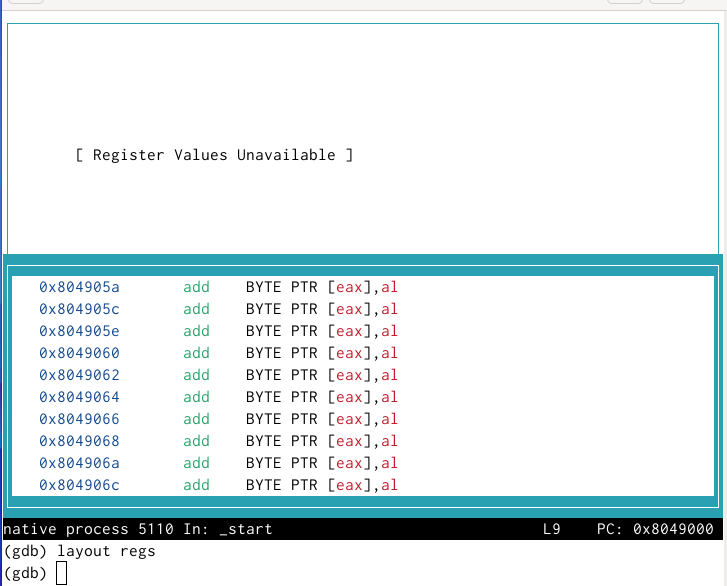 [ Register Values Unavailable ]
0x804905a add BYTE PTR [eax],al
0x804905c add BYTE PTR [eax],al
0x804905e add BYTE PTR [eax],al
0x8049060 add BYTE PTR [eax],al
0x8049062 add BYTE PTR [eax],al
0x8049064 add BYTE PTR [eax],al
0x8049066 add BYTE PTR [eax],al
0x8049068 add BYTE PTR [eax],al
0x804906a add BYTE PTR [eax],al
0x804906c add BYTE PTR [eax],al
native process 5110 In: _start L9 PC: 0x8049000
(gdb) layout regs
(gdb)